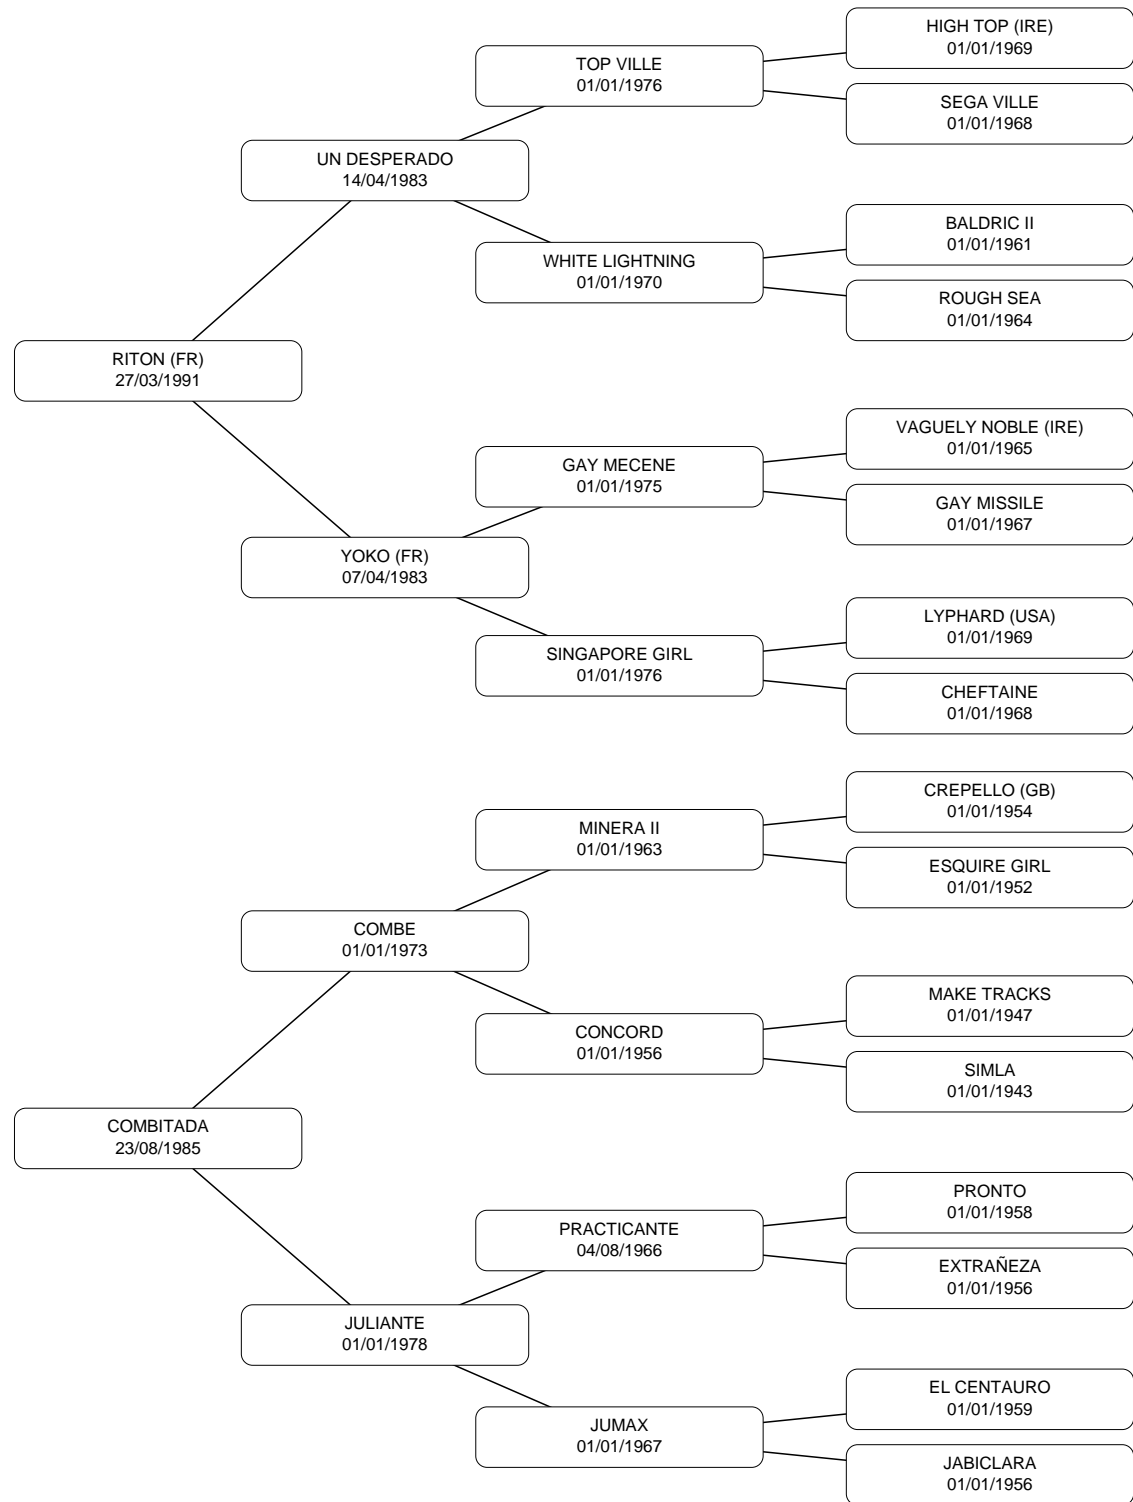 HIGH TOP (IRE)
01/01/1969
TOP VILLE
01/01/1976
SEGA VILLE
01/01/1968
UN DESPERADO
14/04/1983
BALDRIC II
01/01/1961
WHITE LIGHTNING
01/01/1970
ROUGH SEA
01/01/1964
RITON (FR)
27/03/1991
VAGUELY NOBLE (IRE)
01/01/1965
GAY MECENE
01/01/1975
GAY MISSILE
01/01/1967
YOKO (FR)
07/04/1983
LYPHARD (USA)
01/01/1969
SINGAPORE GIRL
01/01/1976
CHEFTAINE
01/01/1968
CREPELLO (GB)
01/01/1954
MINERA II
01/01/1963
ESQUIRE GIRL
01/01/1952
COMBE
01/01/1973
MAKE TRACKS
01/01/1947
CONCORD
01/01/1956
SIMLA
01/01/1943
COMBITADA
23/08/1985
PRONTO
01/01/1958
PRACTICANTE
04/08/1966
EXTRAÑEZA
01/01/1956
JULIANTE
01/01/1978
EL CENTAURO
01/01/1959
JUMAX
01/01/1967
JABICLARA
01/01/1956